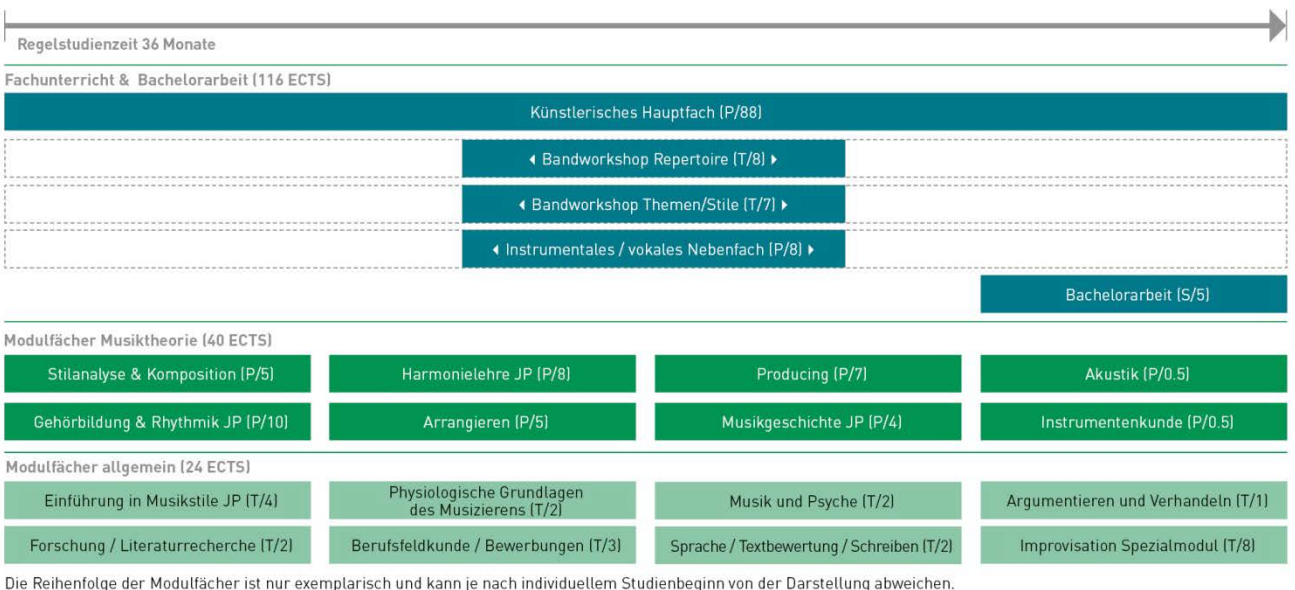 Regelstudienzeit 36 Monate
Fachunterricht & Bachelorarbeit (116 ECTS)
Künstlerisches Hauptfach (P/88)
Bandworkshop Repertoire (T/8)
Bandworkshop Themen/Stile (T/7)
Instrumentales / vokales Nebenfach (P/8)
Bachelorarbeit (S/5)
Modulfächer Musiktheorie (40 ECTS)
Stilanalyse & Komposition (P/5)
Harmonielehre JP (P/8)
Producing (P/7)
Akustik (P/0.5)
Gehörbildung & Rhythmik JP (P/10)
Arrangieren (P/5)
Musikgeschichte JP (P/4)
Instrumentenkunde (P/0.5)
Modulfächer allgemein (24 ECTS)
Einführung in Musikstile JP (T/4)
Physiologische Grundlagen
des Musizierens (T/2)
Musik und Psyche (T/2)
Argumentieren und Verhandeln (T/1)
Forschung / Literaturrecherche (T/2)
Berufsfeldkunde / Bewerbungen (T/3)
Sprache / Textbewertung / Schreiben (T/2)
Improvisation Spezialmodul (T/8)
Die Reihenfolge der Modulfächer ist nur exemplarisch und kann je nach individuellem Studienbeginn von der Darstellung abweichen.